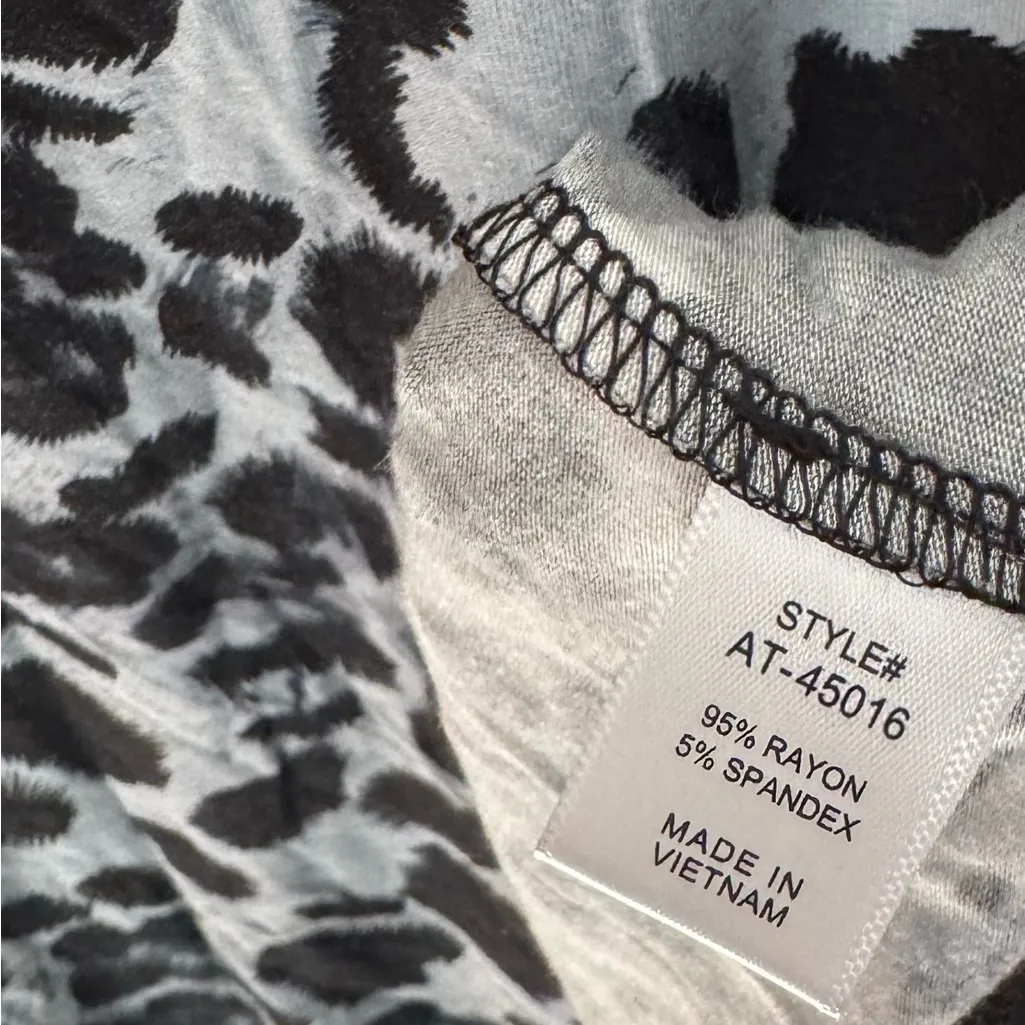 STYLE#
AT-45016
95% RAYON
5% SPANDEX
MADE IN
VIETNAM